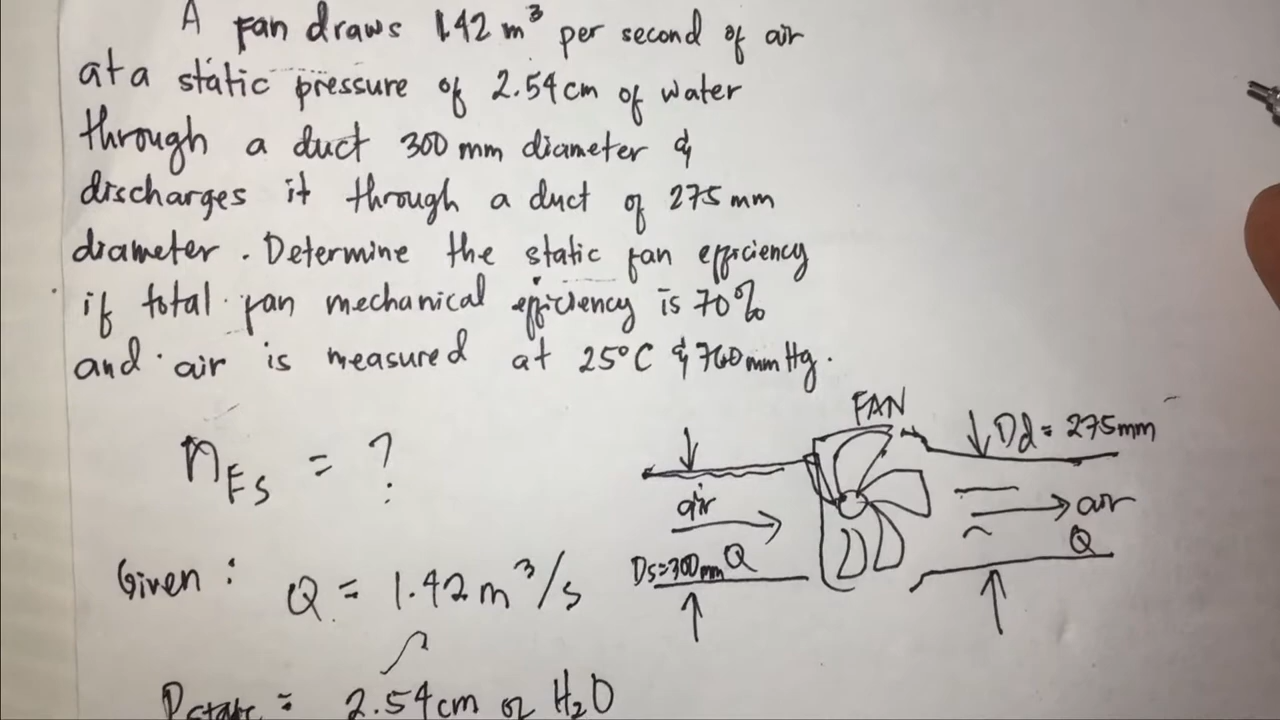 A fan draws 1.42 m³ per second of air
at a static pressure of 2.54 cm of water
through a duct 300 mm diameter &
discharges it through a duct of 275 mm
diameter. Determine the static fan efficiency
if total fan mechanical efficiency is 70%
and air is measured at 25°C & 760 mm Hg.
FAN
Dd = 275mm
ηFS = ?
air
air
Q
Ds=300mm Q
Given: Q = 1.42 m³/s
Pstatic = 2.54 cm of H₂O